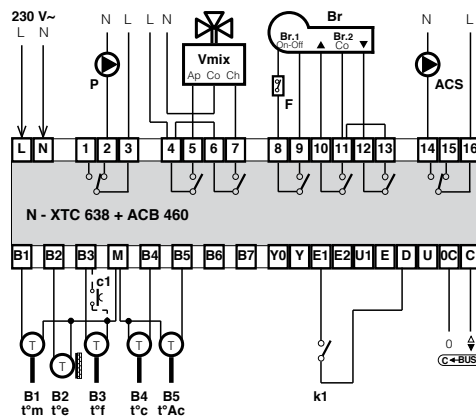 230 V~
L N N L L N N L
Br
Vmix
Ap Co Ch
Br.1 Br.2
On-Off ▲ Co ▼
P
F
ACS
L N 1 2 3 4 5 6 7 8 9 10 11 12 13 14 15 16
N - XTC 638 + ACB 460
B1 B2 B3 M B4 B5 B6 B7 Y0 Y E1 E2 U1 E D U 0C C
c1
T T T T T
0
C◄-BUS
B1 B2 B3 B4 B5
t°m t°e t°f t°c t°Ac
k1